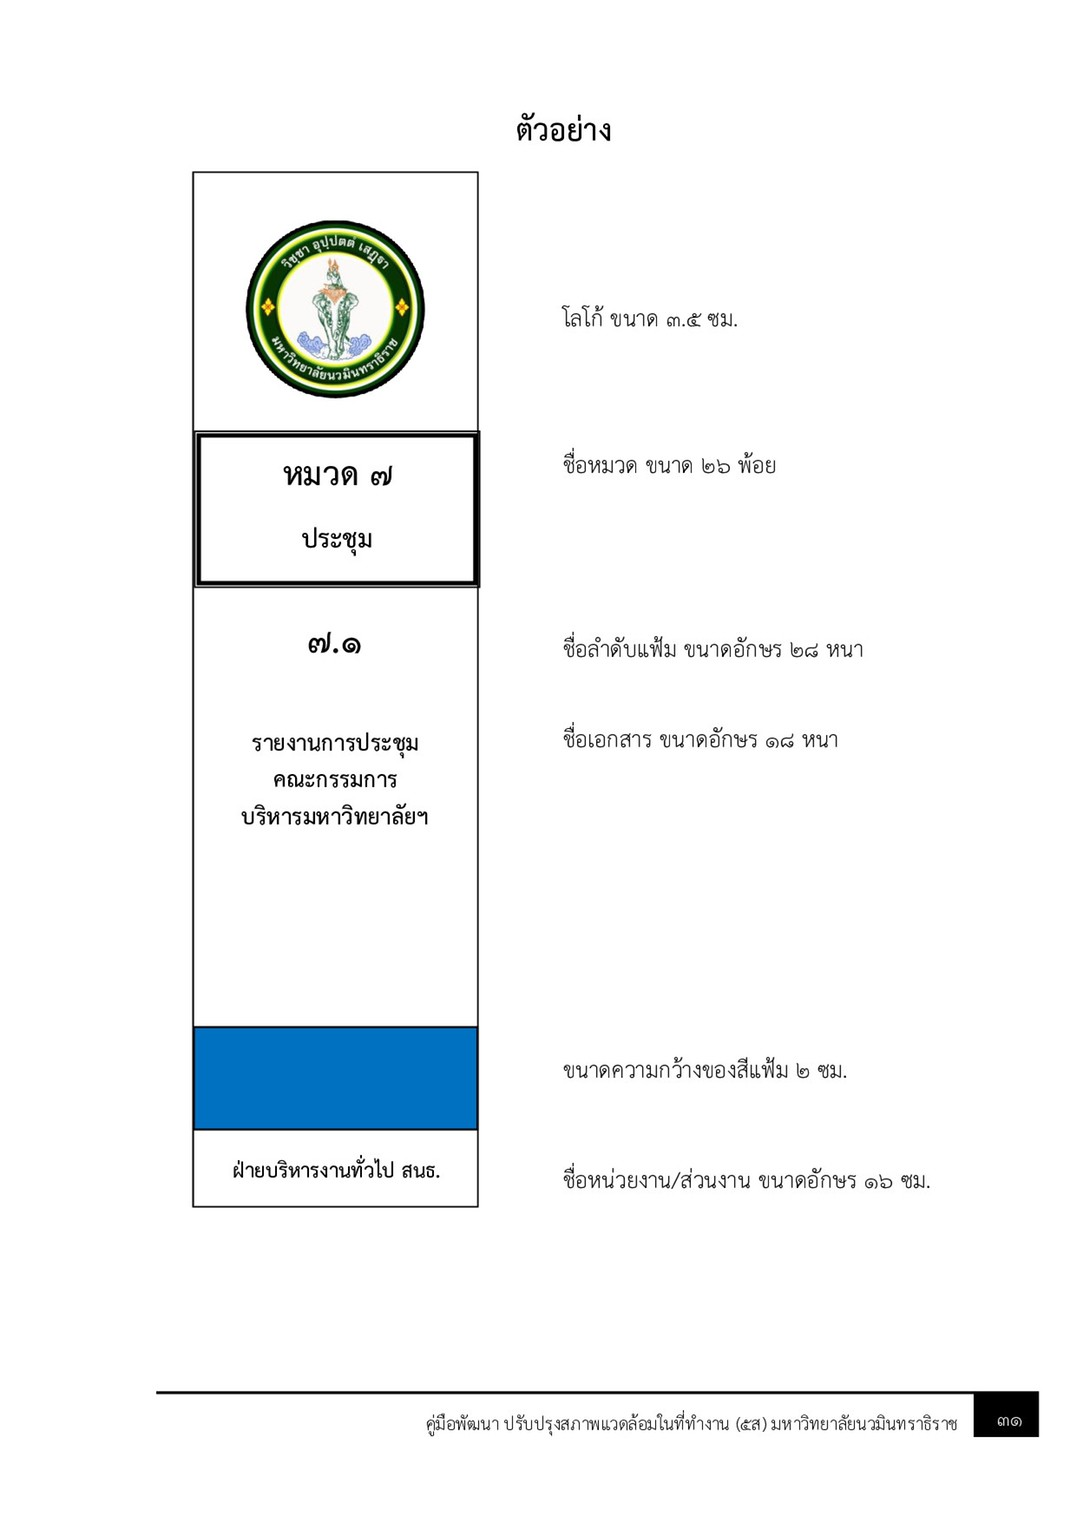 ตัวอย่าง
วิชฺชา อุปฺปตตํ เสฏฺฐา
มหาวิทยาลัยนวมินทราธิราช
โลโก้ ขนาด ๓.๕ ซม.
หมวด ๗
ชื่อหมวด ขนาด ๒๖ พ้อย
ประชุม
๗.๑
ชื่อลำดับแฟ้ม ขนาดอักษร ๒๘ หนา
รายงานการประชุม
ชื่อเอกสาร ขนาดอักษร ๑๘ หนา
คณะกรรมการ
บริหารมหาวิทยาลัยฯ
ขนาดความกว้างของสีแฟ้ม ๒ ซม.
ฝ่ายบริหารงานทั่วไป สนธ.
ชื่อหน่วยงาน/ส่วนงาน ขนาดอักษร ๑๖ ซม.
คู่มือพัฒนา ปรับปรุงสภาพแวดล้อมในที่ทำงาน (๕ส) มหาวิทยาลัยนวมินทราธิราช
๓๑